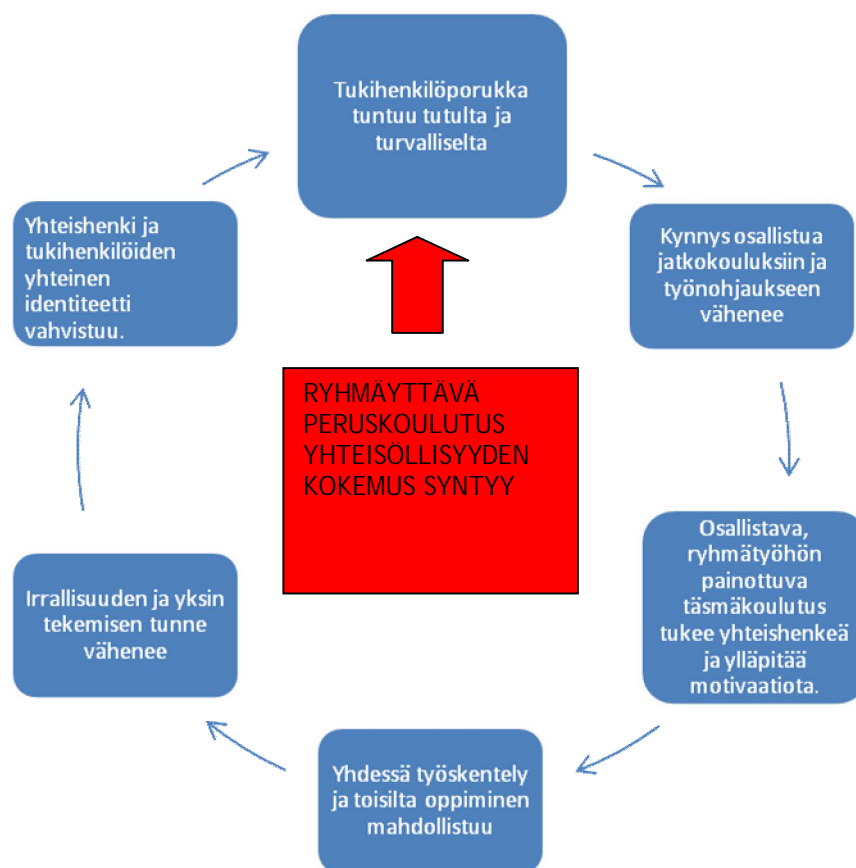 Tukihenkilöporukka
tuntuu tutulta ja
turvalliselta
Kynnys osallistua
jatkokouluksiin ja
työnohjaukseen
vähenee
Osallistava,
ryhmätyöhön
painottuva
täsmäkoulutus
tukee yhteishenkeä
ja ylläpitää
motivaatiota.
Yhdessä työskentely
ja toisilta oppiminen
mahdollistuu
Irrallisuuden ja yksin
tekemisen tunne
vähenee
Yhteishenki ja
tukihenkilöiden
yhteinen
identiteetti
vahvistuu.
RYHMÄYTTÄVÄ
PERUSKOULUTUS
YHTEISÖLLISYYDEN
KOKEMUS SYNTYY